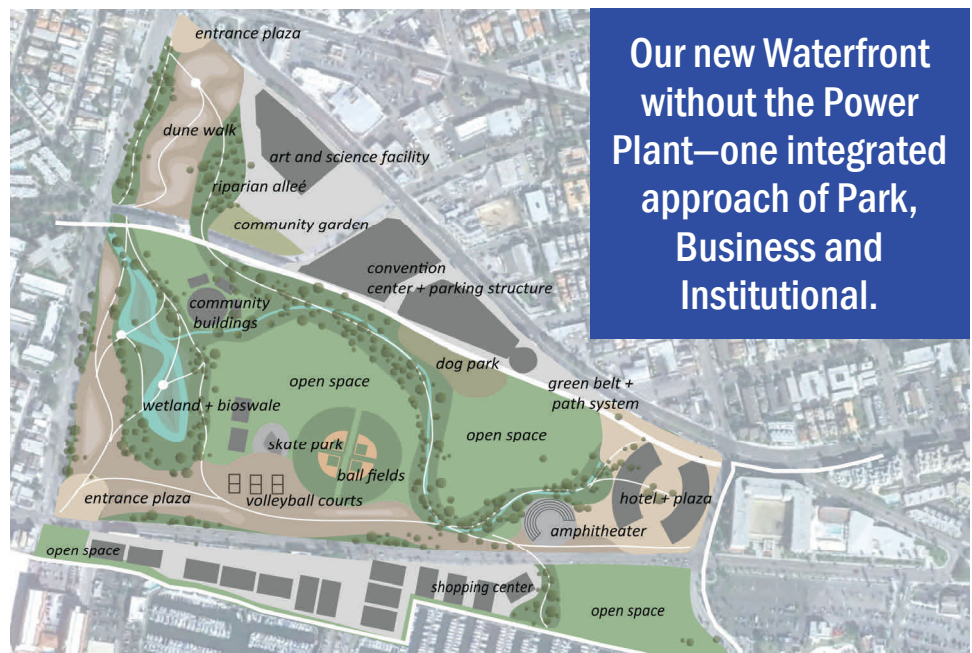 entrance plaza
Our new Waterfront
without the Power
Plant—one integrated
approach of Park,
Business and
Institutional.
dune walk
art and science facility
riparian alleé
community garden
convention
center + parking structure
community
buildings
dog park
open space
green belt +
path system
wetland + bioswale
open space
skate park
ball fields
entrance plaza
volleyball courts
hotel + plaza
amphitheater
open space
shopping center
open space